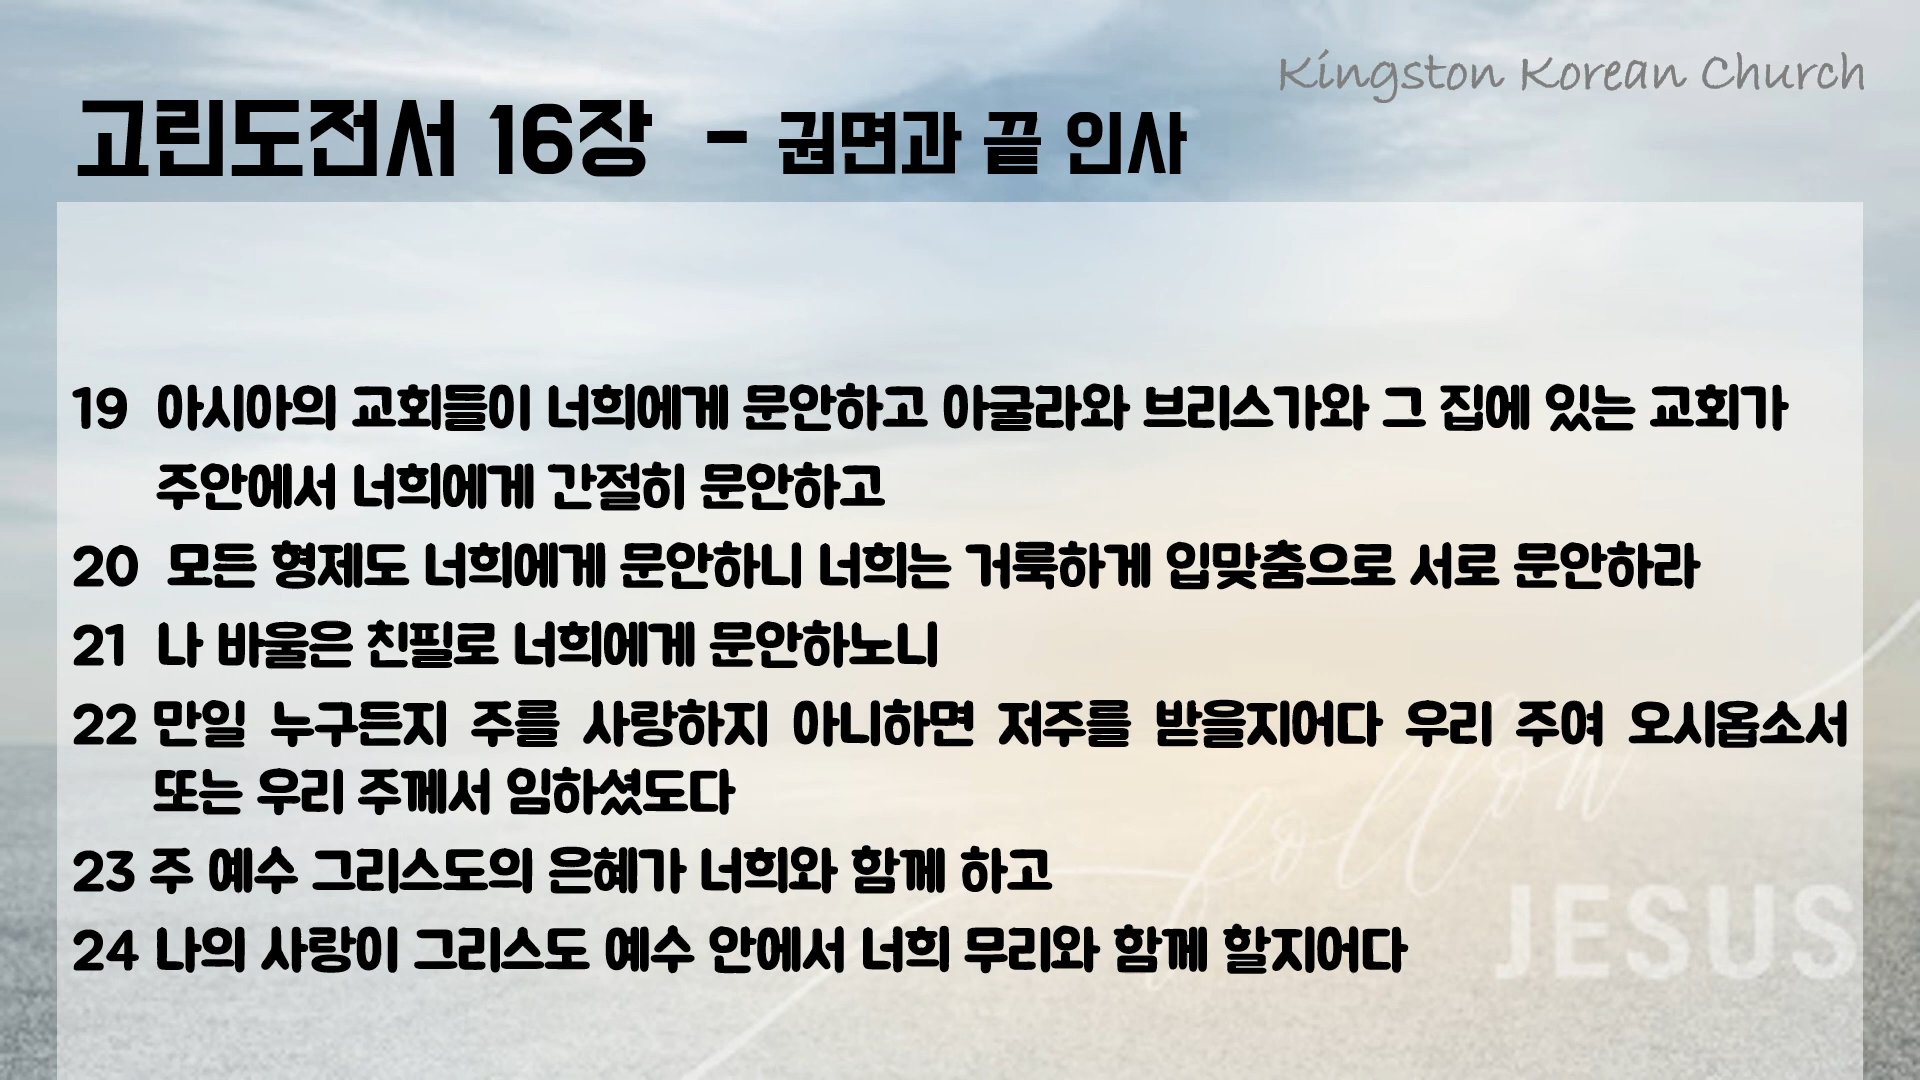 Kingston Korean Church
고린도전서 16장 - 권면과 끝 인사
19 아시아의 교회들이 너희에게 문안하고 아굴라와 브리스가와 그 집에 있는 교회가
주안에서 너희에게 간절히 문안하고
20 모든 형제도 너희에게 문안하니 너희는 거룩하게 입맞춤으로 서로 문안하라
21 나 바울은 친필로 너희에게 문안하노니
22 만일 누구든지 주를 사랑하지 아니하면 저주를 받을지어다 우리 주여 오시옵소서
또는 우리 주께서 임하셨도다
23 주 예수 그리스도의 은혜가 너희와 함께 하고
24 나의 사랑이 그리스도 예수 안에서 너희 무리와 함께 할지어다
follow
JESUS